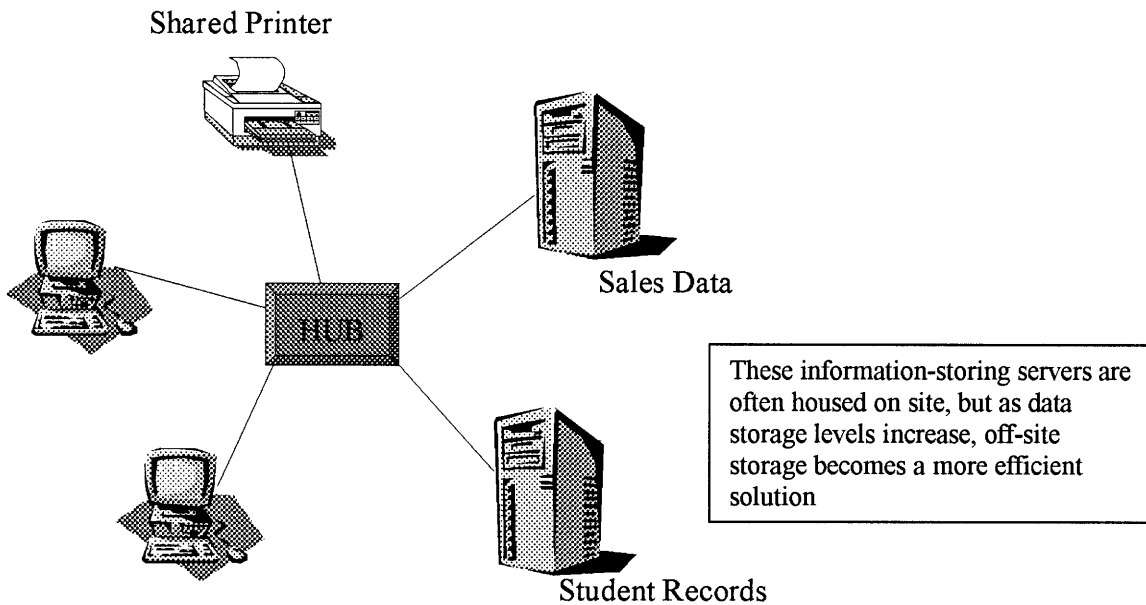 Shared Printer
Sales Data
HUB
These information-storing servers are
often housed on site, but as data
storage levels increase, off-site
storage becomes a more efficient
solution
Student Records